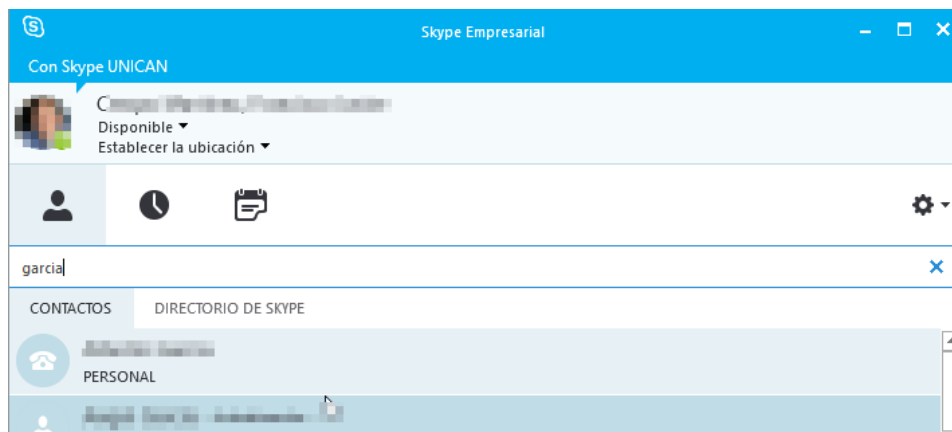 Skype Empresarial
Con Skype UNICAN
Disponible
Establecer la ubicación
garcia
CONTACTOS DIRECTORIO DE SKYPE
PERSONAL